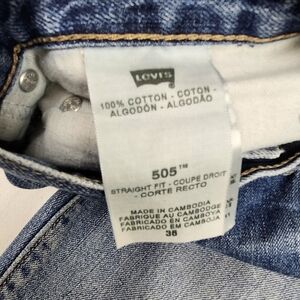 LEVI'S
100% COTTON - COTON -
ALGODÓN - ALGODÃO
505™
STRAIGHT FIT - COUPE DROIT
- CORTE RECTO
MADE IN CAMBODIA
FABRIQUE AU CAMBODGE
FABRICADO EN CAMBOYA
FABRICADO EM CAMBOJA
36